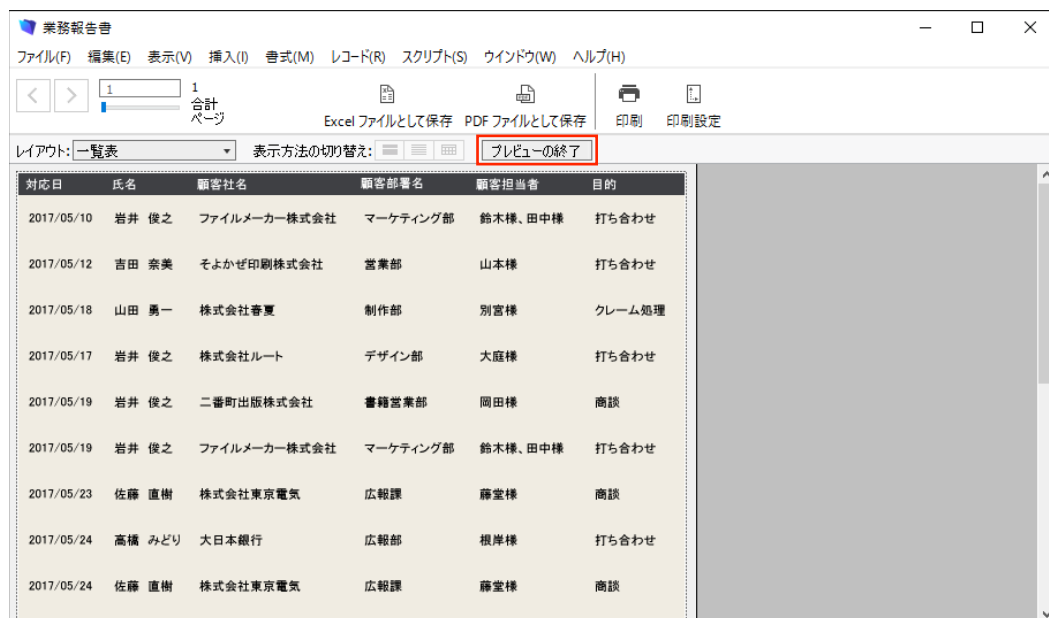 業務報告書
ファイル(F) 編集(E) 表示(V) 挿入(I) 書式(M) レコード(R) スクリプト(S) ウインドウ(W) ヘルプ(H)
1
1
合計
ページ
Excel ファイルとして保存 PDF ファイルとして保存 印刷 印刷設定
レイアウト: 一覧表 表示方法の切り替え: プレビューの終了
対応日 氏名 顧客社名 顧客部署名 顧客担当者 目的
2017/05/10 岩井 俊之 ファイルメーカー株式会社 マーケティング部 鈴木様、田中様 打ち合わせ
2017/05/12 吉田 奈美 そよかぜ印刷株式会社 営業部 山本様 打ち合わせ
2017/05/18 山田 勇一 株式会社春夏 制作部 別宮様 クレーム処理
2017/05/17 岩井 俊之 株式会社ルート デザイン部 大庭様 打ち合わせ
2017/05/19 岩井 俊之 二番町出版株式会社 書籍営業部 岡田様 商談
2017/05/19 岩井 俊之 ファイルメーカー株式会社 マーケティング部 鈴木様、田中様 打ち合わせ
2017/05/23 佐藤 直樹 株式会社東京電気 広報課 藤堂様 商談
2017/05/24 高橋 みどり 大日本銀行 広報部 根岸様 打ち合わせ
2017/05/24 佐藤 直樹 株式会社東京電気 広報課 藤堂様 商談